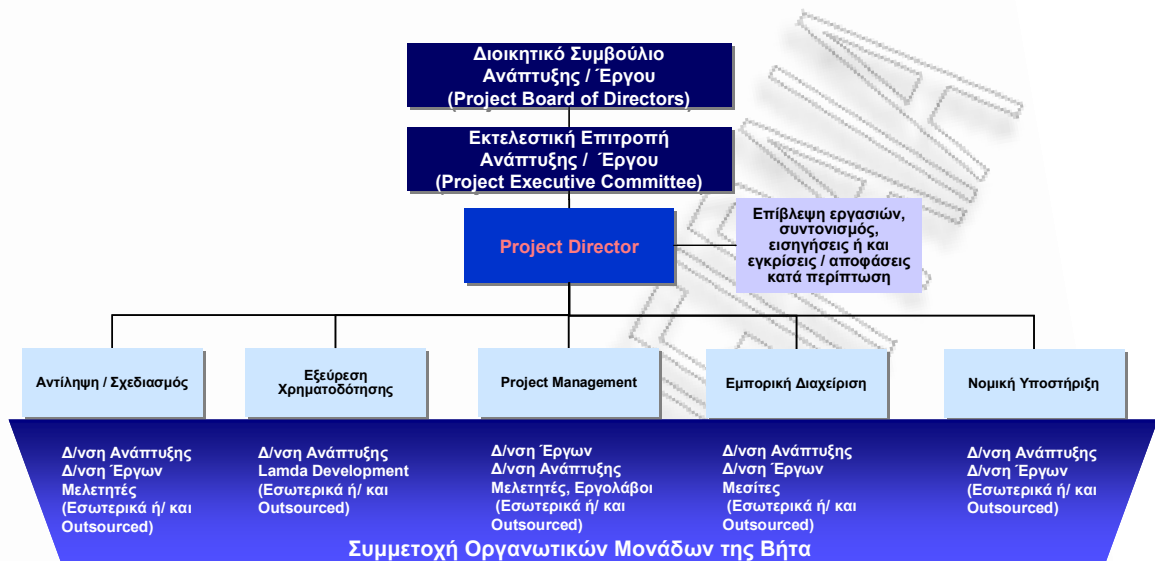 Διοικητικό Συμβούλιο
Ανάπτυξης / Έργου
(Project Board of Directors)
Εκτελεστική Επιτροπή
Ανάπτυξης / Έργου
(Project Executive Committee)
Project Director
Επίβλεψη εργασιών,
συντονισμός,
εισηγήσεις ή και
εγκρίσεις / αποφάσεις
κατά περίπτωση
Αντίληψη / Σχεδιασμός
Εξεύρεση
Χρηματοδότησης
Project Management
Εμπορική Διαχείριση
Νομική Υποστήριξη
Δ/νση Ανάπτυξης
Δ/νση Έργων
Μελετητές
(Εσωτερικά ή/ και
Outsourced)
Δ/νση Ανάπτυξης
Lamda Development
(Εσωτερικά ή/ και
Outsourced)
Δ/νση Έργων
Δ/νση Ανάπτυξης
Μελετητές, Εργολάβοι
(Εσωτερικά ή/ και
Outsourced)
Δ/νση Ανάπτυξης
Δ/νση Έργων
Μεσίτες
(Εσωτερικά ή/ και
Outsourced)
Δ/νση Ανάπτυξης
Δ/νση Έργων
(Εσωτερικά ή/ και
Outsourced)
Συμμετοχή Οργανωτικών Μονάδων της Βήτα